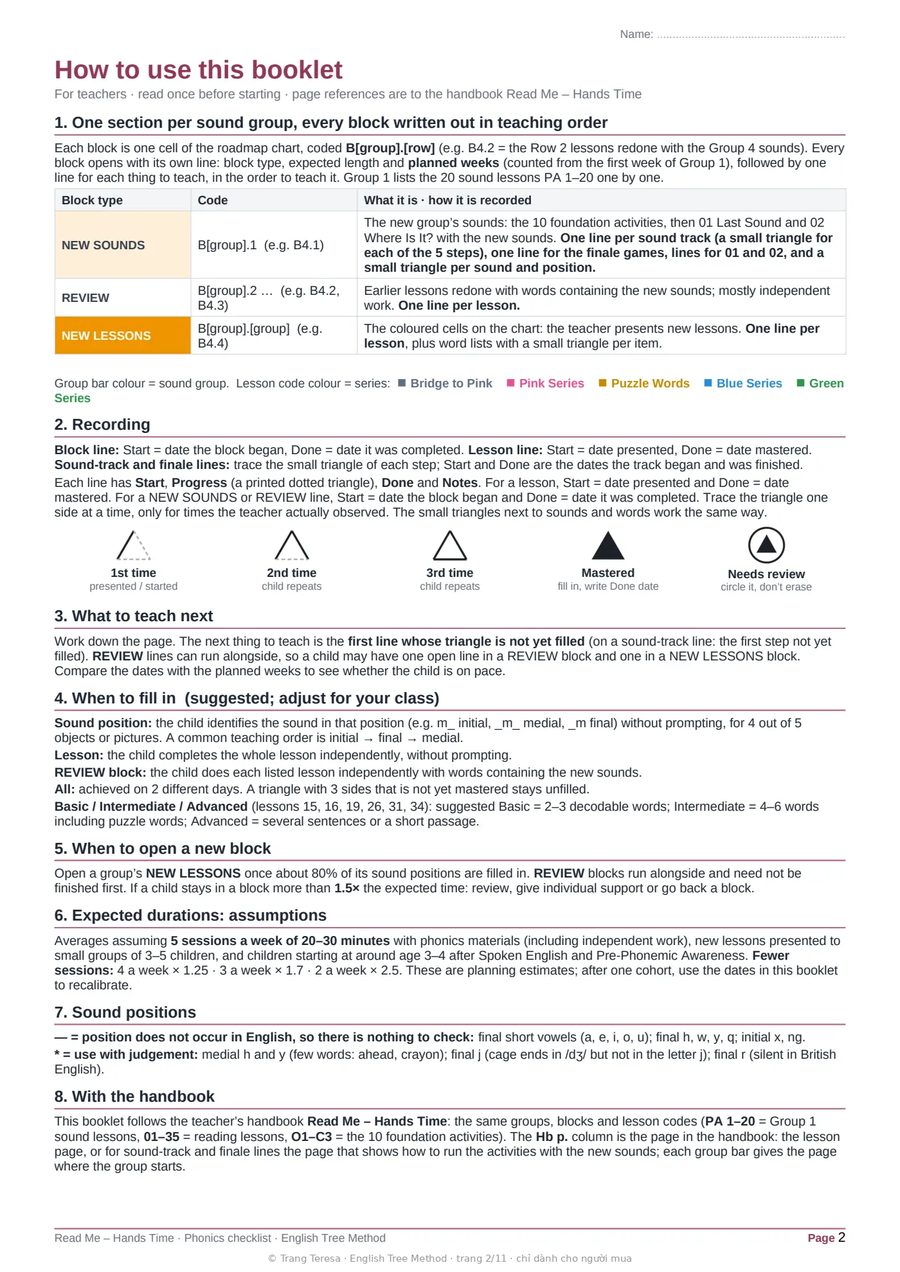 Name: ............................................................
How to use this booklet
For teachers · read once before starting · page references are to the handbook Read Me – Hands Time
1. One section per sound group, every block written out in teaching order
Each block is one cell of the roadmap chart, coded B[group].[row] (e.g. B4.2 = the Row 2 lessons redone with the Group 4 sounds). Every
block opens with its own line: block type, expected length and planned weeks (counted from the first week of Group 1), followed by one
line for each thing to teach, in the order to teach it. Group 1 lists the 20 sound lessons PA 1–20 one by one.
Block type
Code
What it is · how it is recorded
NEW SOUNDS
B[group].1 (e.g. B4.1)
The new group's sounds: the 10 foundation activities, then 01 Last Sound and 02
Where Is It? with the new sounds. One line per sound track (a small triangle for
each of the 5 steps), one line for the finale games, lines for 01 and 02, and a
small triangle per sound and position.
REVIEW
B[group].2 … (e.g. B4.2,
B4.3)
Earlier lessons redone with words containing the new sounds; mostly independent
work. One line per lesson.
NEW LESSONS
B[group].[group] (e.g.
B4.4)
The coloured cells on the chart: the teacher presents new lessons. One line per
lesson, plus word lists with a small triangle per item.
Group bar colour = sound group. Lesson code colour = series: ■ Bridge to Pink ■ Pink Series ■ Puzzle Words ■ Blue Series ■ Green
Series
2. Recording
Block line: Start = date the block began, Done = date it was completed. Lesson line: Start = date presented, Done = date mastered.
Sound-track and finale lines: trace the small triangle of each step; Start and Done are the dates the track began and was finished.
Each line has Start, Progress (a printed dotted triangle), Done and Notes. For a lesson, Start = date presented and Done = date
mastered. For a NEW SOUNDS or REVIEW line, Start = date the block began and Done = date it was completed. Trace the triangle one
side at a time, only for times the teacher actually observed. The small triangles next to sounds and words work the same way.
1st time
presented / started
2nd time
child repeats
3rd time
child repeats
Mastered
fill in, write Done date
Needs review
circle it, don't erase
3. What to teach next
Work down the page. The next thing to teach is the first line whose triangle is not yet filled (on a sound-track line: the first step not yet
filled). REVIEW lines can run alongside, so a child may have one open line in a REVIEW block and one in a NEW LESSONS block.
Compare the dates with the planned weeks to see whether the child is on pace.
4. When to fill in (suggested; adjust for your class)
Sound position: the child identifies the sound in that position (e.g. m_ initial, _m_ medial, _m final) without prompting, for 4 out of 5
objects or pictures. A common teaching order is initial → final → medial.
Lesson: the child completes the whole lesson independently, without prompting.
REVIEW block: the child does each listed lesson independently with words containing the new sounds.
All: achieved on 2 different days. A triangle with 3 sides that is not yet mastered stays unfilled.
Basic / Intermediate / Advanced (lessons 15, 16, 19, 26, 31, 34): suggested Basic = 2–3 decodable words; Intermediate = 4–6 words
including puzzle words; Advanced = several sentences or a short passage.
5. When to open a new block
Open a group's NEW LESSONS once about 80% of its sound positions are filled in. REVIEW blocks run alongside and need not be
finished first. If a child stays in a block more than 1.5× the expected time: review, give individual support or go back a block.
6. Expected durations: assumptions
Averages assuming 5 sessions a week of 20–30 minutes with phonics materials (including independent work), new lessons presented to
small groups of 3–5 children, and children starting at around age 3–4 after Spoken English and Pre-Phonemic Awareness. Fewer
sessions: 4 a week × 1.25 · 3 a week × 1.7 · 2 a week × 2.5. These are planning estimates; after one cohort, use the dates in this booklet
to recalibrate.
7. Sound positions
— = position does not occur in English, so there is nothing to check: final short vowels (a, e, i, o, u); final h, w, y, q; initial x, ng.
* = use with judgement: medial h and y (few words: ahead, crayon); final j (cage ends in /dʒ/ but not in the letter j); final r (silent in British
English).
8. With the handbook
This booklet follows the teacher's handbook Read Me – Hands Time: the same groups, blocks and lesson codes (PA 1–20 = Group 1
sound lessons, 01–35 = reading lessons, O1–C3 = the 10 foundation activities). The Hb p. column is the page in the handbook: the lesson
page, or for sound-track and finale lines the page that shows how to run the activities with the new sounds; each group bar gives the page
where the group starts.
Read Me – Hands Time · Phonics checklist · English Tree Method
Page 2
© Trang Teresa · English Tree Method · trang 2/11 · chỉ dành cho người mua